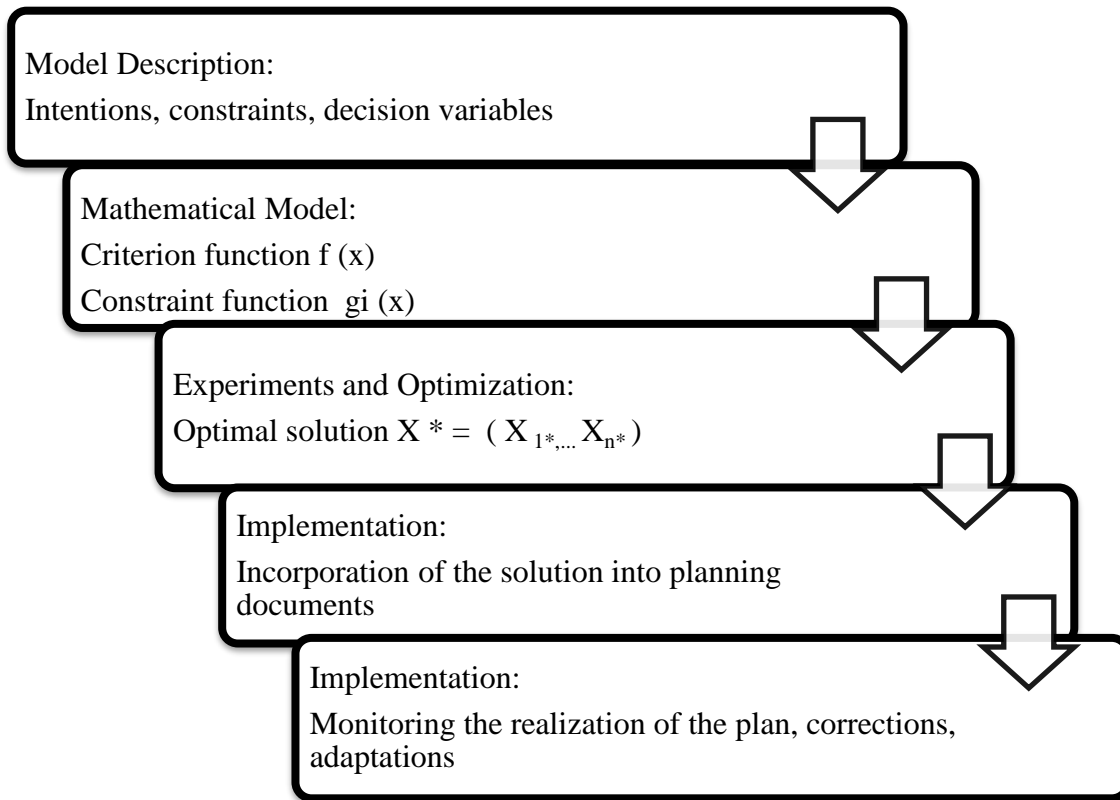 Model Description:
Intentions, constraints, decision variables
Mathematical Model:
Criterion function f (x)
Constraint function  gi (x)
Experiments and Optimization:
Optimal solution X * =  ( X 1*,... Xn* )
Implementation:
Incorporation of the solution into planning
documents
Implementation:
Monitoring the realization of the plan, corrections,
adaptations